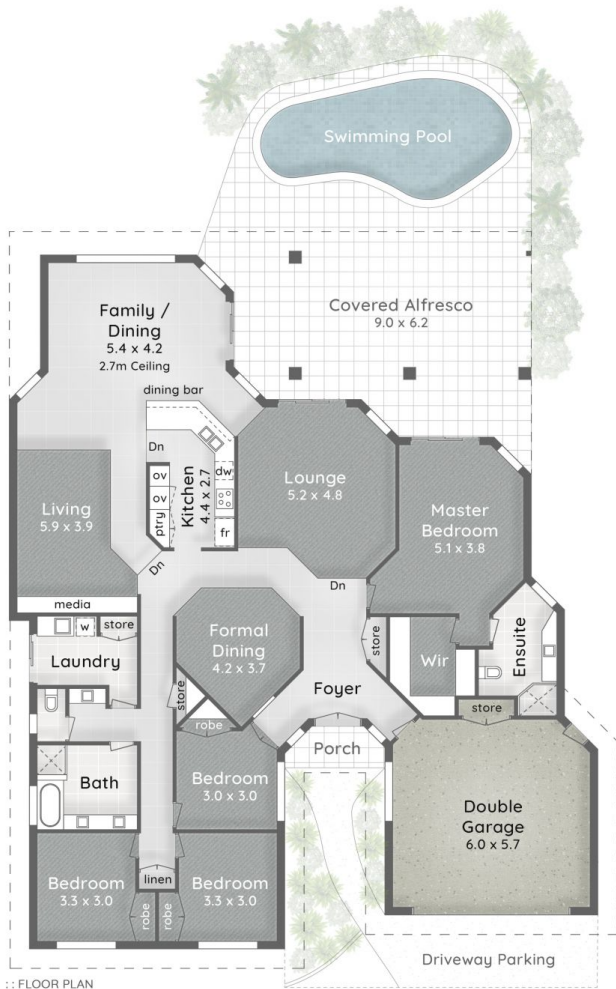 Swimming Pool
Covered Alfresco
9.0 x 6.2
Family /
Dining
5.4 x 4.2
2.7m Ceiling
dining bar
Dn
Kitchen
4.4 x 2.7
ov
ov
ptry
dw
fr
Lounge
5.2 x 4.8
Master
Bedroom
5.1 x 3.8
Living
5.9 x 3.9
Dn
Dn
media
store
w
Laundry
Formal
Dining
4.2 x 3.7
store
store
Wir
Ensuite
Foyer
store
robe
Porch
Bath
Bedroom
3.0 x 3.0
Double
Garage
6.0 x 5.7
linen
Bedroom
3.3 x 3.0
robe
robe
Bedroom
3.3 x 3.0
Driveway Parking
:: FLOOR PLAN